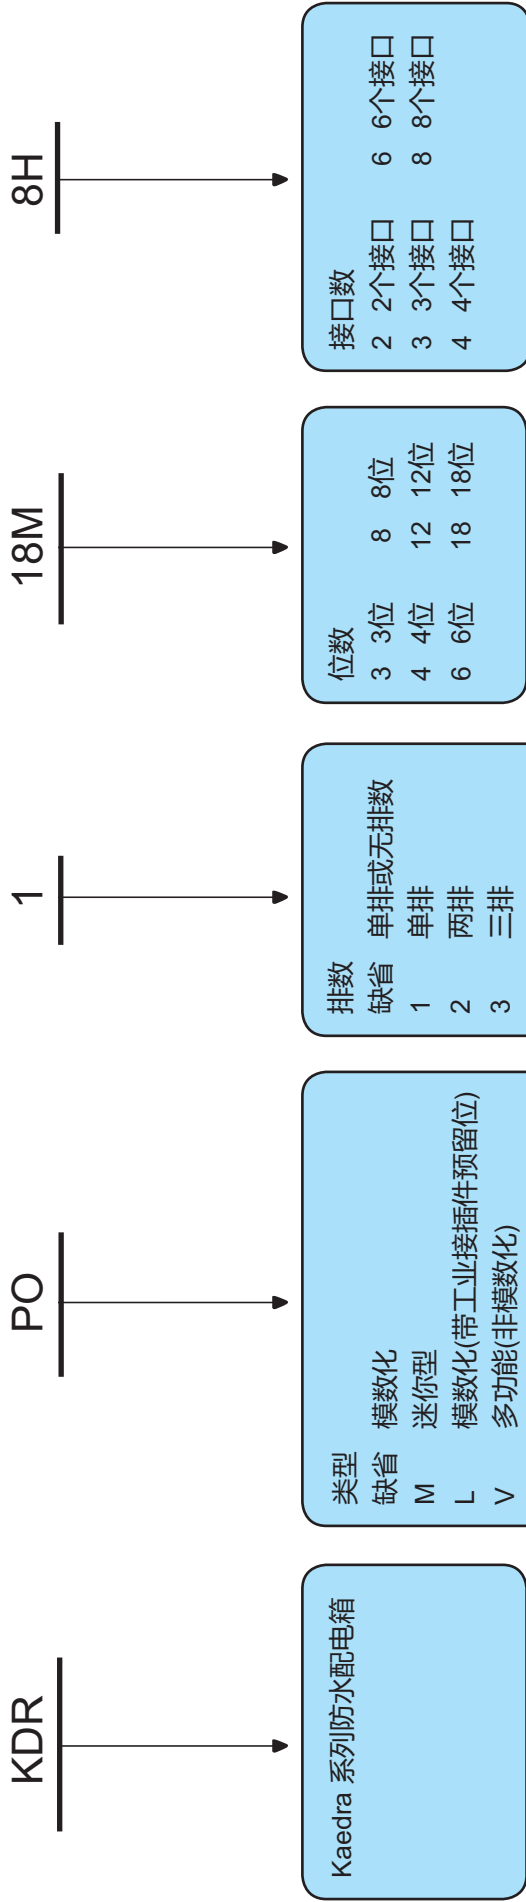 KDR
PO
1
18M
8H
Kaedra 系列防水配电箱
类型
缺省 模数化
M 迷你型
L 模数化(带工业接插件预留位)
V 多功能(非模数化)
排数
缺省 单排或无排数
1 单排
2 两排
3 三排
位数
3 3位 8 8位
4 4位 12 12位
6 6位 18 18位
接口数
2 2个接口 6 6个接口
3 3个接口 8 8个接口
4 4个接口